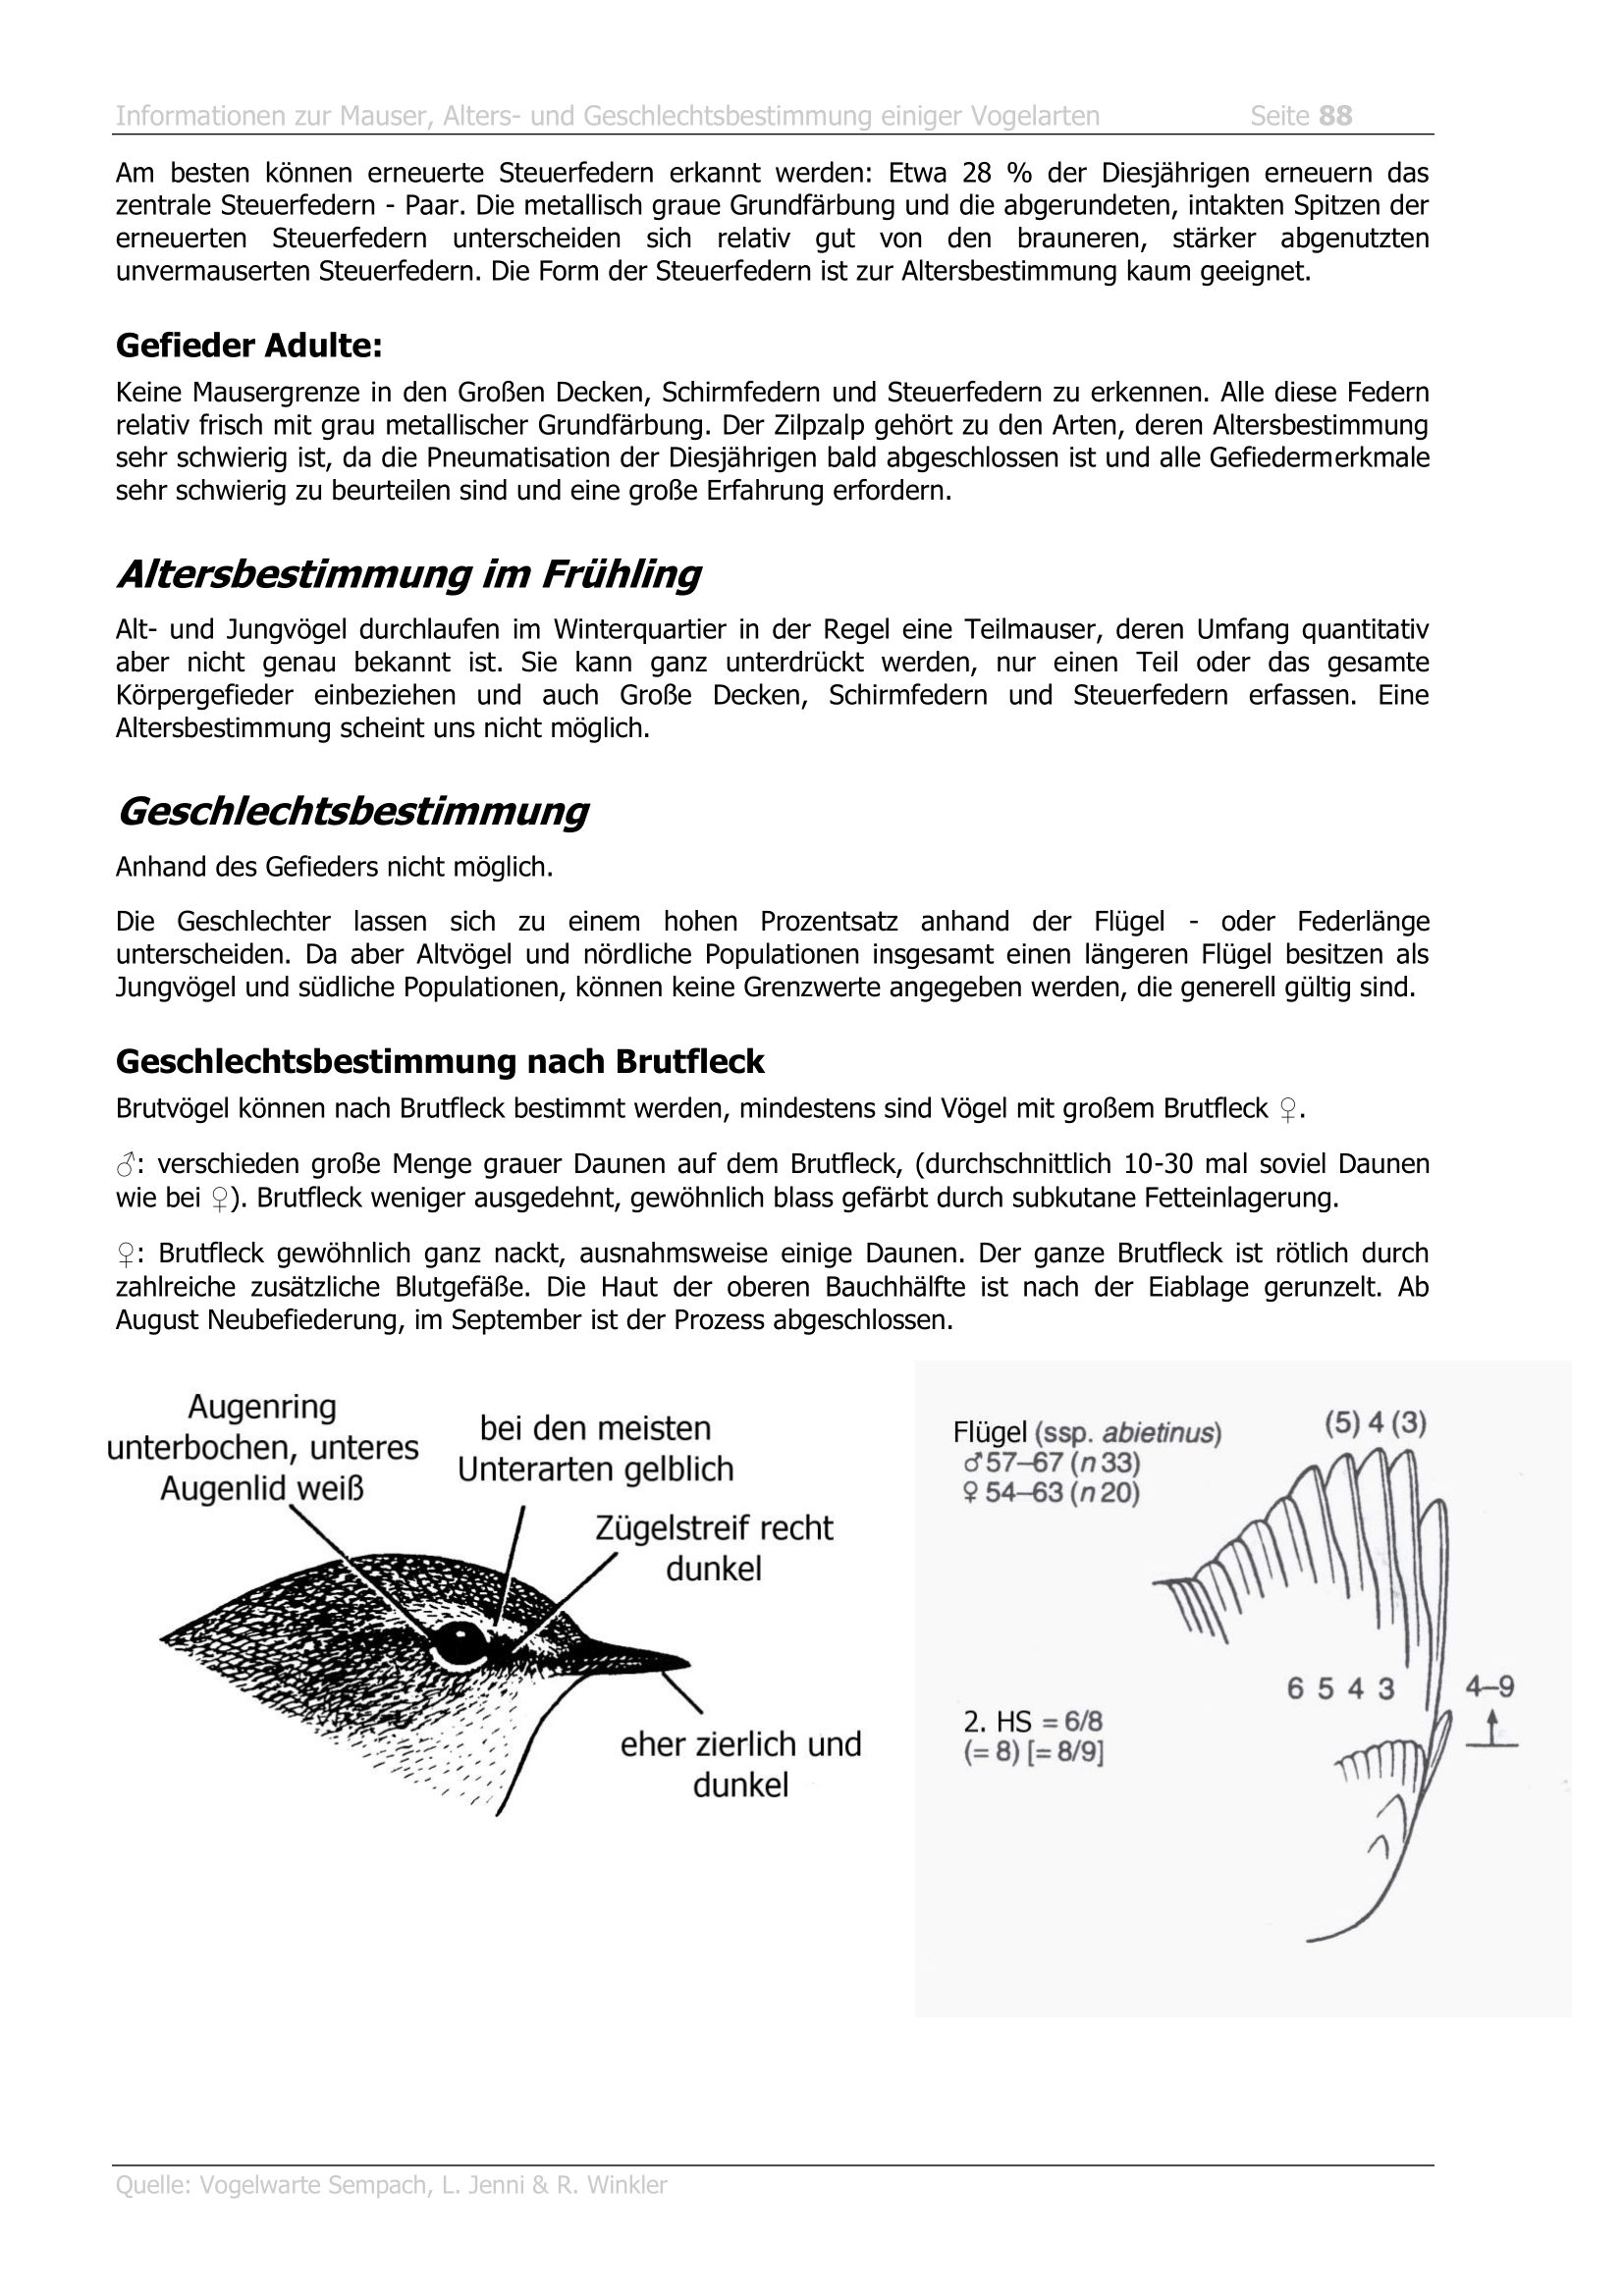 Informationen zur Mauser, Alters- und Geschlechtsbestimmung einiger Vogelarten Seite 88
Am besten können erneuerte Steuerfedern erkannt werden: Etwa 28 % der Diesjährigen erneuern das
zentrale Steuerfedern - Paar. Die metallisch graue Grundfärbung und die abgerundeten, intakten Spitzen der
erneuerten Steuerfedern unterscheiden sich relativ gut von den brauneren, stärker abgenutzten
unvermauserten Steuerfedern. Die Form der Steuerfedern ist zur Altersbestimmung kaum geeignet.
Gefieder Adulte:
Keine Mausergrenze in den Großen Decken, Schirmfedern und Steuerfedern zu erkennen. Alle diese Federn
relativ frisch mit grau metallischer Grundfärbung. Der Zilpzalp gehört zu den Arten, deren Altersbestimmung
sehr schwierig ist, da die Pneumatisation der Diesjährigen bald abgeschlossen ist und alle Gefiedermerkmale
sehr schwierig zu beurteilen sind und eine große Erfahrung erfordern.
Altersbestimmung im Frühling
Alt- und Jungvögel durchlaufen im Winterquartier in der Regel eine Teilmauser, deren Umfang quantitativ
aber nicht genau bekannt ist. Sie kann ganz unterdrückt werden, nur einen Teil oder das gesamte
Körpergefieder einbeziehen und auch Große Decken, Schirmfedern und Steuerfedern erfassen. Eine
Altersbestimmung scheint uns nicht möglich.
Geschlechtsbestimmung
Anhand des Gefieders nicht möglich.
Die Geschlechter lassen sich zu einem hohen Prozentsatz anhand der Flügel - oder Federlänge
unterscheiden. Da aber Altvögel und nördliche Populationen insgesamt einen längeren Flügel besitzen als
Jungvögel und südliche Populationen, können keine Grenzwerte angegeben werden, die generell gültig sind.
Geschlechtsbestimmung nach Brutfleck
Brutvögel können nach Brutfleck bestimmt werden, mindestens sind Vögel mit großem Brutfleck ♀.
♂: verschieden große Menge grauer Daunen auf dem Brutfleck, (durchschnittlich 10-30 mal soviel Daunen
wie bei ♀). Brutfleck weniger ausgedehnt, gewöhnlich blass gefärbt durch subkutane Fetteinlagerung.
♀: Brutfleck gewöhnlich ganz nackt, ausnahmsweise einige Daunen. Der ganze Brutfleck ist rötlich durch
zahlreiche zusätzliche Blutgefäße. Die Haut der oberen Bauchhälfte ist nach der Eiablage gerunzelt. Ab
August Neubefiederung, im September ist der Prozess abgeschlossen.
Augenring
unterbochen, unteres
Augenlid weiß
bei den meisten
Unterarten gelblich
Zügelstreif recht
dunkel
eher zierlich und
dunkel
Flügel (ssp. abietinus)
♂ 57–67 (n 33)
♀ 54–63 (n 20)
(5) 4 (3)
6 5 4 3
4–9
2. HS = 6/8
(= 8) [= 8/9]
Quelle: Vogelwarte Sempach, L. Jenni & R. Winkler